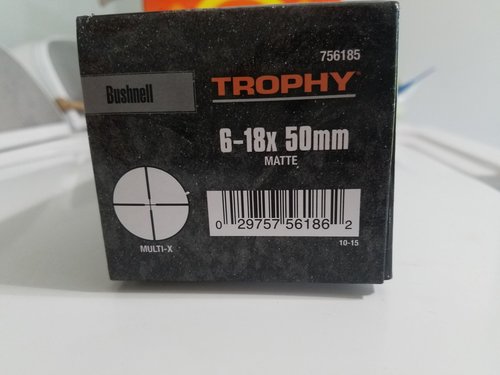 756185
Bushnell
TROPHY
6-18x 50mm
MATTE
0 29757 56186 2
MULTI-X
10-15